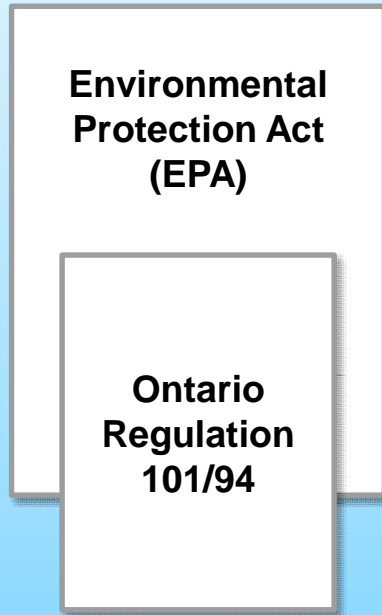 Environmental
Protection Act
(EPA)
Ontario
Regulation
101/94